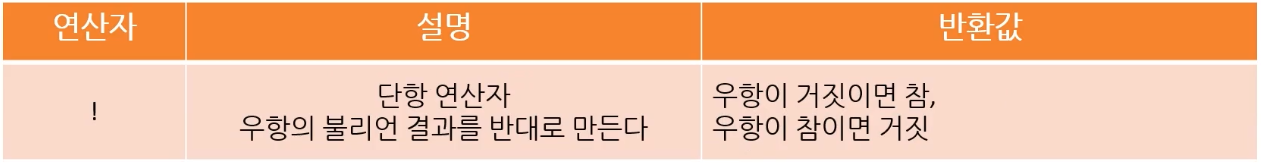 연산자 설명 반환값
!
단항 연산자
우항의 불리언 결과를 반대로 만든다
우항이 거짓이면 참,
우항이 참이면 거짓